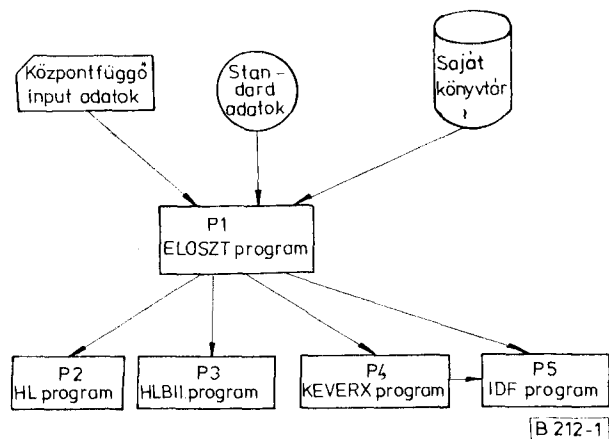 Központfüggő
input adatok
Stan-
dard
adatok
Saját
könyvtár
P1
ELOSZT program
P2
HL program
P3
HLBII. program
P4
KEVERX program
P5
IDF program
B 212-1